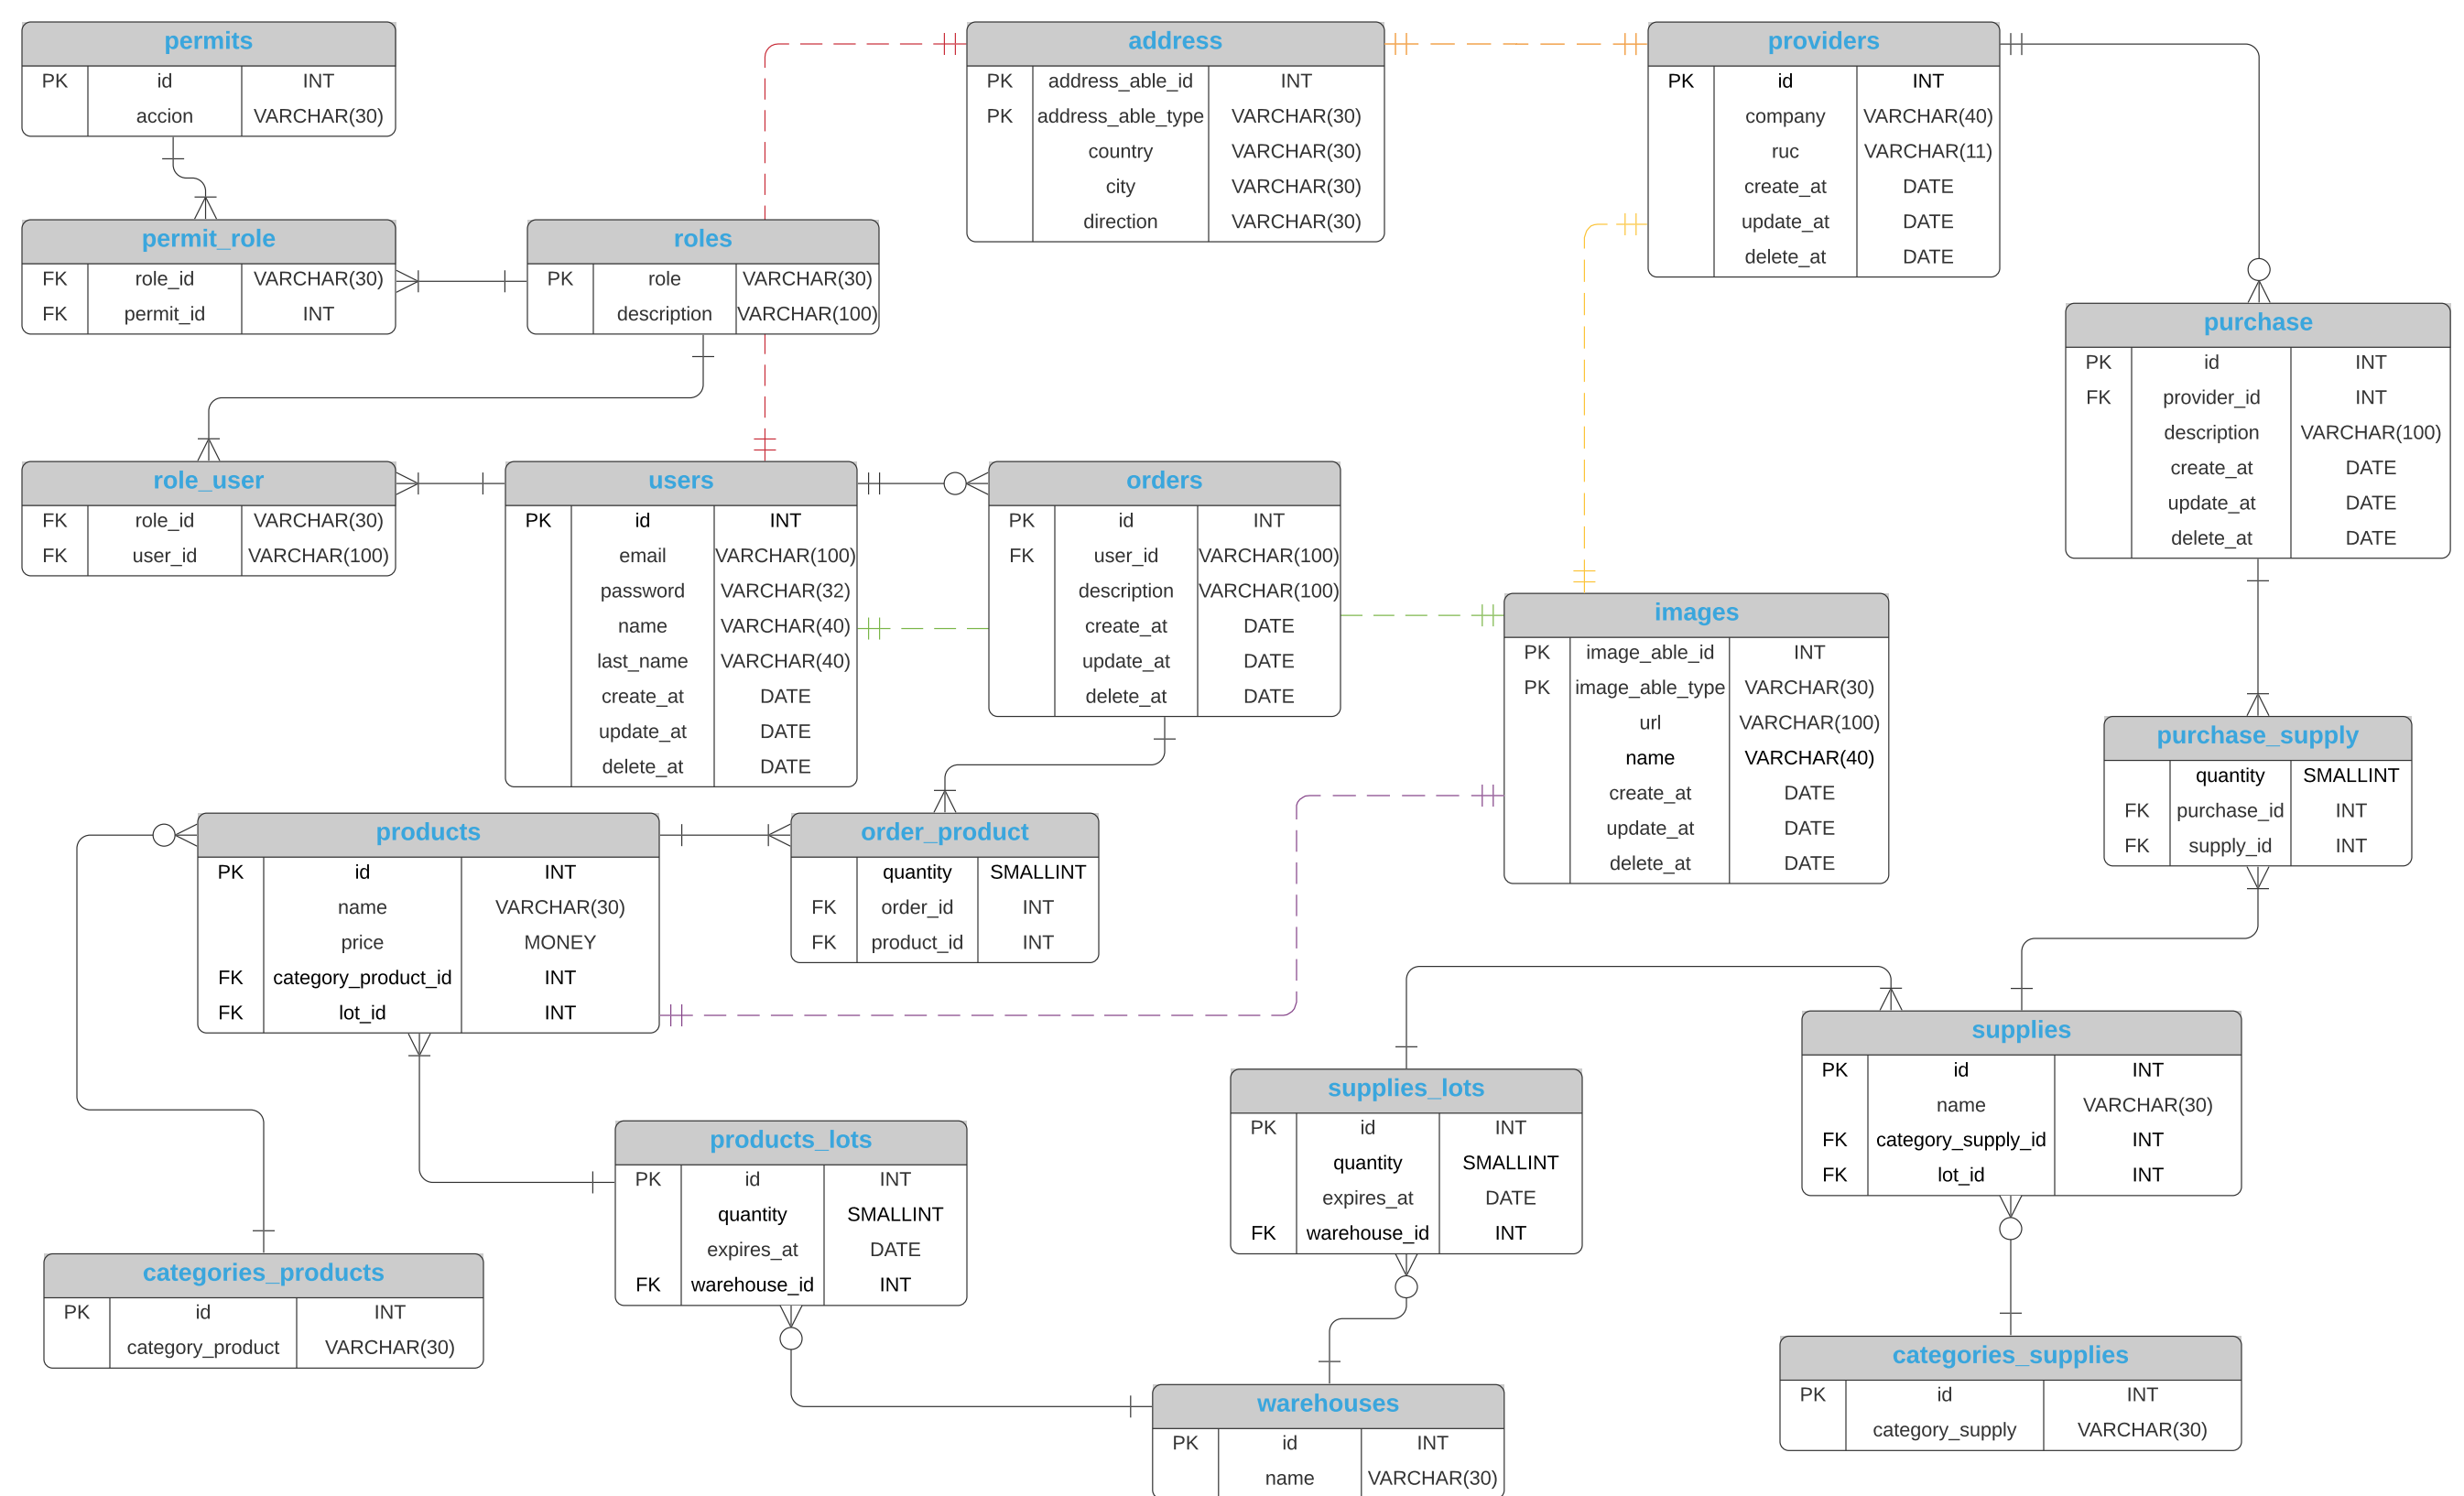 permits
PK id INT
accion VARCHAR(30)
address
PK address_able_id INT
PK address_able_type VARCHAR(30)
country VARCHAR(30)
city VARCHAR(30)
direction VARCHAR(30)
providers
PK id INT
company VARCHAR(40)
ruc VARCHAR(11)
create_at DATE
update_at DATE
delete_at DATE
permit_role
FK role_id VARCHAR(30)
FK permit_id INT
roles
PK role VARCHAR(30)
description VARCHAR(100)
purchase
PK id INT
FK provider_id INT
description VARCHAR(100)
create_at DATE
update_at DATE
delete_at DATE
role_user
FK role_id VARCHAR(30)
FK user_id VARCHAR(100)
users
PK id INT
email VARCHAR(100)
password VARCHAR(32)
name VARCHAR(40)
last_name VARCHAR(40)
create_at DATE
update_at DATE
delete_at DATE
orders
PK id INT
FK user_id VARCHAR(100)
description VARCHAR(100)
create_at DATE
update_at DATE
delete_at DATE
images
PK image_able_id INT
PK image_able_type VARCHAR(30)
url VARCHAR(100)
name VARCHAR(40)
create_at DATE
update_at DATE
delete_at DATE
purchase_supply
quantity SMALLINT
FK purchase_id INT
FK supply_id INT
products
PK id INT
name VARCHAR(30)
price MONEY
FK category_product_id INT
FK lot_id INT
order_product
quantity SMALLINT
FK order_id INT
FK product_id INT
supplies
PK id INT
name VARCHAR(30)
FK category_supply_id INT
FK lot_id INT
supplies_lots
PK id INT
quantity SMALLINT
expires_at DATE
FK warehouse_id INT
products_lots
PK id INT
quantity SMALLINT
expires_at DATE
FK warehouse_id INT
categories_products
PK id INT
category_product VARCHAR(30)
categories_supplies
PK id INT
category_supply VARCHAR(30)
warehouses
PK id INT
name VARCHAR(30)